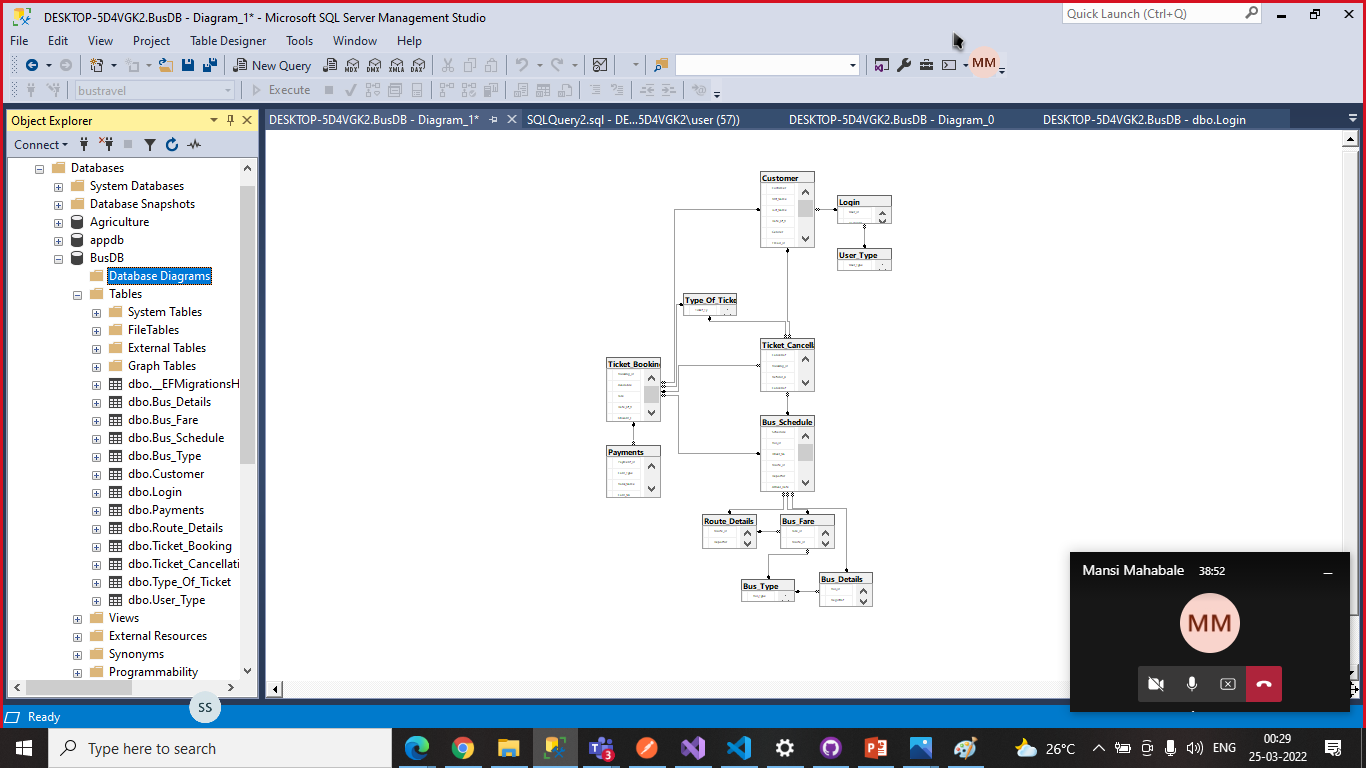 DESKTOP-5D4VGK2.BusDB - Diagram_1* - Microsoft SQL Server Management Studio
Quick Launch (Ctrl+Q)
File Edit View Project Table Designer Tools Window Help
New Query MDX DMX XMLA DAX
MM
bustravel Execute
Object Explorer
DESKTOP-5D4VGK2.BusDB - Diagram_1* SQLQuery2.sql - DE...5D4VGK2\user (57)) DESKTOP-5D4VGK2.BusDB - Diagram_0 DESKTOP-5D4VGK2.BusDB - dbo.Login
Connect
Databases
System Databases
Database Snapshots
Agriculture
appdb
BusDB
Database Diagrams
Tables
System Tables
FileTables
External Tables
Graph Tables
dbo.__EFMigrationsH
dbo.Bus_Details
dbo.Bus_Fare
dbo.Bus_Schedule
dbo.Bus_Type
dbo.Customer
dbo.Login
dbo.Payments
dbo.Route_Details
dbo.Ticket_Booking
dbo.Ticket_Cancellati
dbo.Type_Of_Ticket
dbo.User_Type
Views
External Resources
Synonyms
Programmability
Customer
Login
User_Type
Type_Of_Ticke
Ticket_Cancella
Ticket_Bookin
Bus_Schedule
Payments
Route_Details
Bus_Fare
Bus_Type
Bus_Details
Mansi Mahabale 38:52
MM
SS
Ready
Type here to search
3
26°C
ENG
00:29
25-03-2022